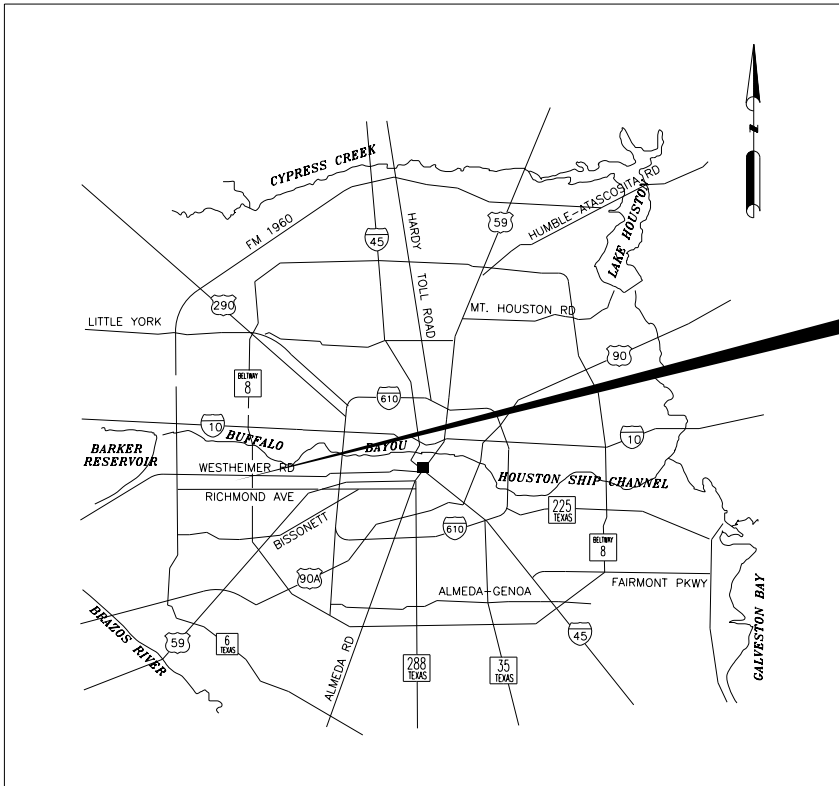 N
CYPRESS CREEK
HUMBLE-ATASCOSITA RD
FM 1960
HARDY
TOLL ROAD
59
45
LAKE HOUSTON
290
MT. HOUSTON RD
LITTLE YORK
90
BELTWAY
8
610
10
BUFFALO
BAYOU
10
BARKER
RESERVOIR
WESTHEIMER RD
HOUSTON SHIP CHANNEL
RICHMOND AVE
225
TEXAS
BISSONETT
610
BELTWAY
8
90A
FAIRMONT PKWY
ALMEDA-GENOA
GALVESTON BAY
BRAZOS RIVER
59
6
TEXAS
45
ALMEDA RD
288
TEXAS
35
TEXAS